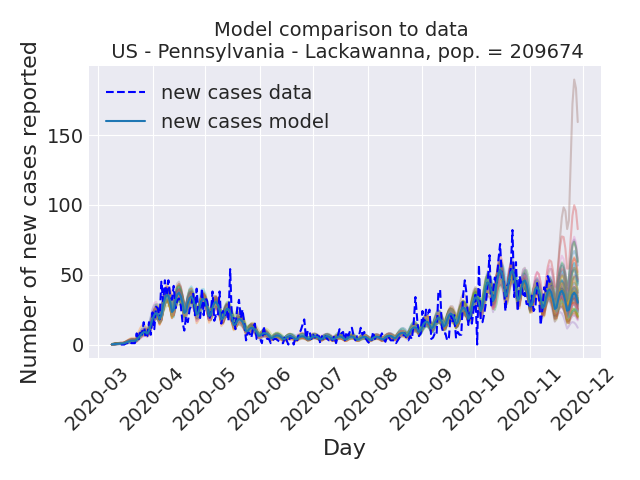 Model comparison to data
US - Pennsylvania - Lackawanna, pop. = 209674
Number of new cases reported
new cases data
new cases model
150
100
50
0
2020-03
2020-04
2020-05
2020-06
2020-07
2020-08
2020-09
2020-10
2020-11
2020-12
Day